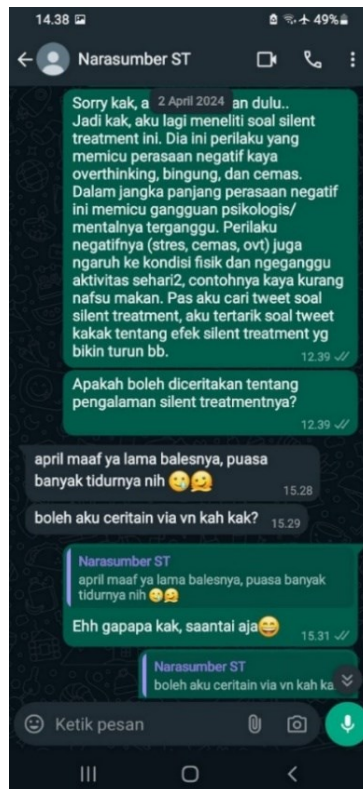 14.38
49%
Narasumber ST
2 April 2024
Sorry kak, a an dulu..
Jadi kak, aku lagi meneliti soal silent
treatment ini. Dia ini perilaku yang
memicu perasaan negatif kaya
overthinking, bingung, dan cemas.
Dalam jangka panjang perasaan negatif
ini memicu gangguan psikologis/
mentalnya terganggu. Perilaku
negatifnya (stres, cemas, ovt) juga
ngaruh ke kondisi fisik dan ngeganggu
aktivitas sehari2, contohnya kaya kurang
nafsu makan. Pas aku cari tweet soal
silent treatment, aku tertarik soal tweet
kakak tentang efek silent treatment yg
bikin turun bb.
12.39
Apakah boleh diceritakan tentang
pengalaman silent treatmentnya?
12.39
april maaf ya lama balesnya, puasa
banyak tidurnya nih 🥲🫠
15.28
boleh aku ceritain via vn kah kak?
15.29
Narasumber ST
april maaf ya lama balesnya, puasa banyak
tidurnya nih 🥲🫠
Ehh gapapa kak, saantai aja😄
15.31
Narasumber ST
boleh aku ceritain via vn kah ka
Ketik pesan